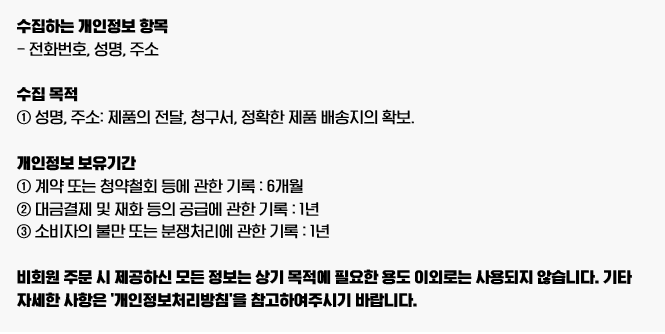 수집하는 개인정보 항목
- 전화번호, 성명, 주소
수집 목적
① 성명, 주소: 제품의 전달, 청구서, 정확한 제품 배송지의 확보.
개인정보 보유기간
① 계약 또는 청약철회 등에 관한 기록 : 6개월
② 대금결제 및 재화 등의 공급에 관한 기록 : 1년
③ 소비자의 불만 또는 분쟁처리에 관한 기록 : 1년
비회원 주문 시 제공하신 모든 정보는 상기 목적에 필요한 용도 이외로는 사용되지 않습니다. 기타
자세한 사항은 '개인정보처리방침'을 참고하여주시기 바랍니다.